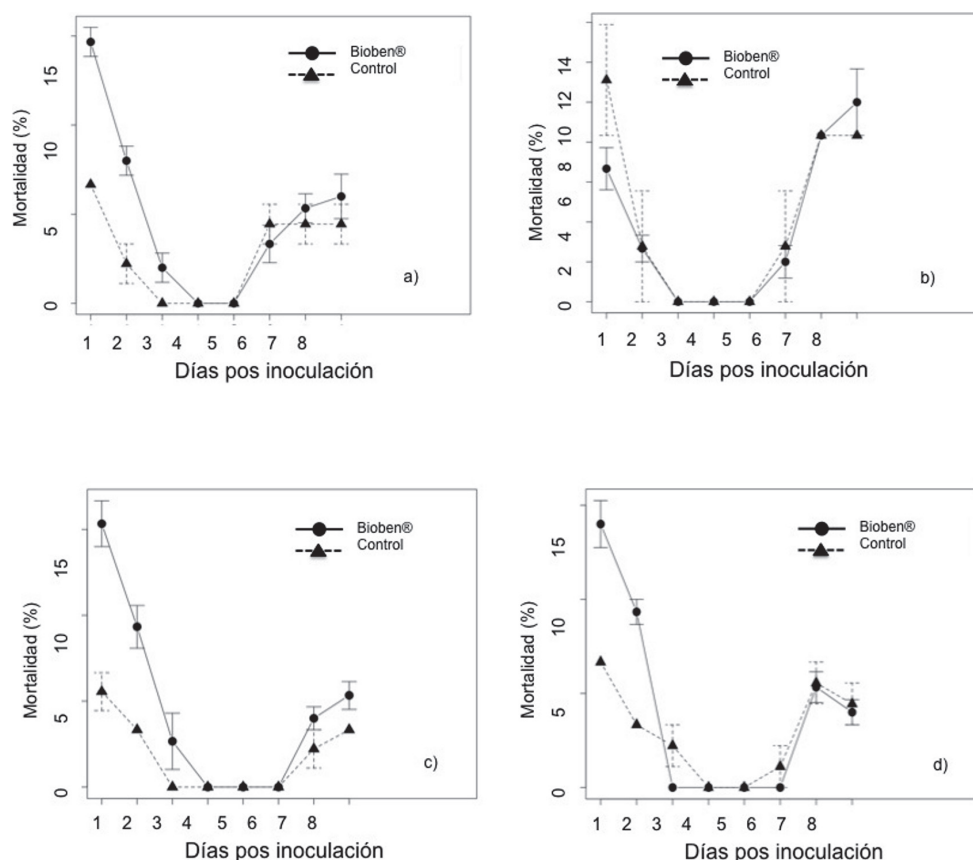 Bioben®
Control
15
10
5
0
Mortalidad (%)
a)
1 2 3 4 5 6 7 8
Días pos inoculación
Bioben®
Control
14
12
10
8
6
4
2
0
Mortalidad (%)
b)
1 2 3 4 5 6 7 8
Días pos inoculación
Bioben®
Control
15
10
5
0
Mortalidad (%)
c)
1 2 3 4 5 6 7 8
Días pos inoculación
Bioben®
Control
15
10
5
0
Mortalidad (%)
d)
1 2 3 4 5 6 7 8
Días pos inoculación